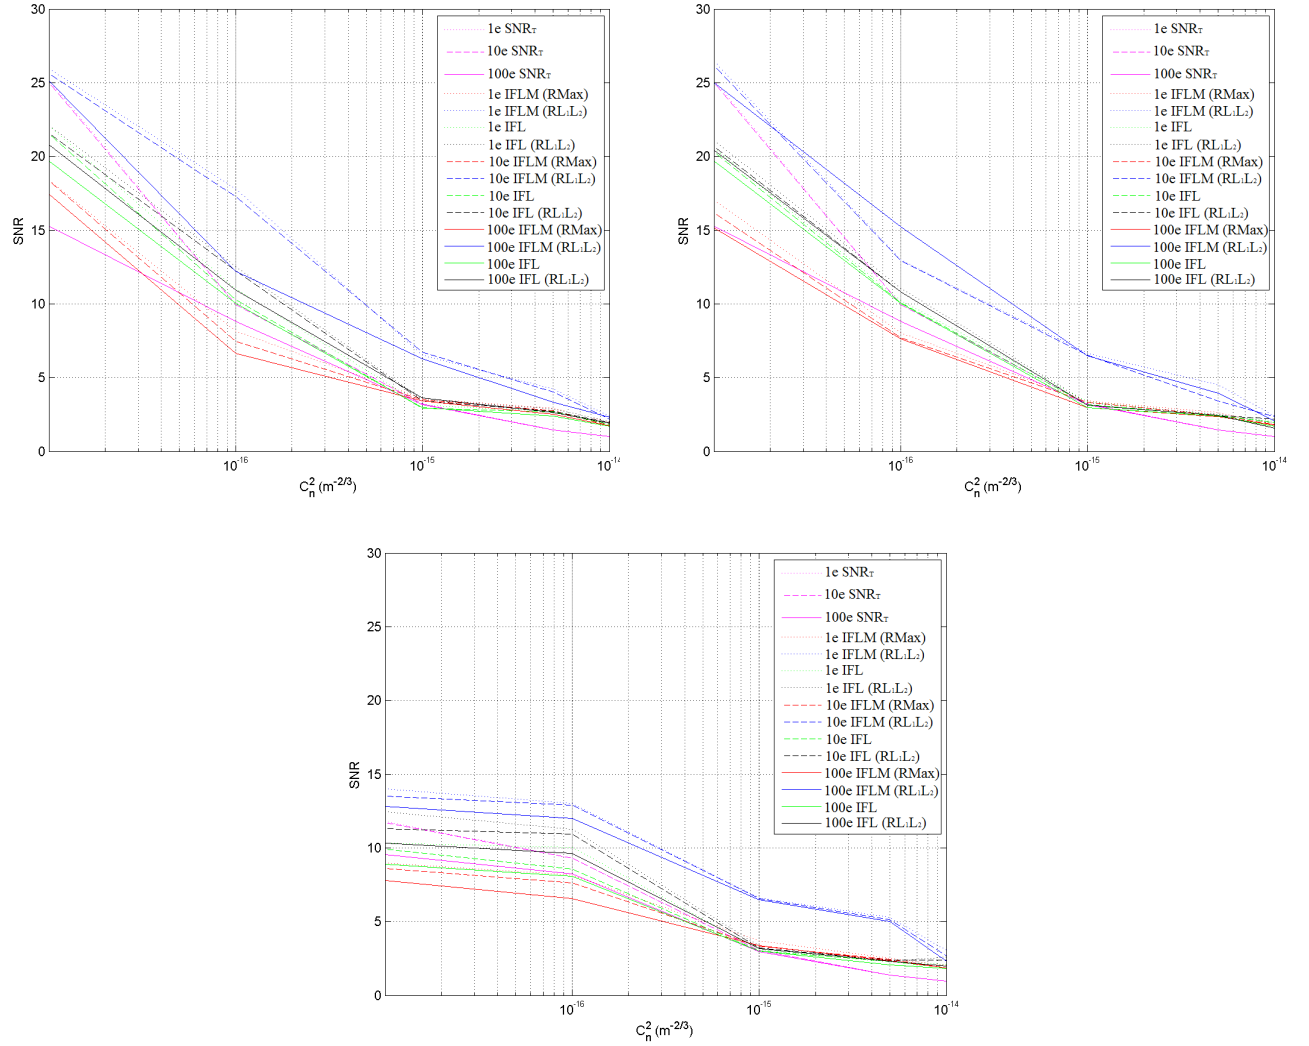 30
25
20
15
10
5
0
SNR
10⁻¹⁶
10⁻¹⁵
10⁻¹⁴
C²ₙ (m⁻²/³)
1e SNR_T
10e SNR_T
100e SNR_T
1e IFLM (RMax)
1e IFLM (RL₁L₂)
1e IFL
1e IFL (RL₁L₂)
10e IFLM (RMax)
10e IFLM (RL₁L₂)
10e IFL
10e IFL (RL₁L₂)
100e IFLM (RMax)
100e IFLM (RL₁L₂)
100e IFL
100e IFL (RL₁L₂)
30
25
20
15
10
5
0
SNR
10⁻¹⁶
10⁻¹⁵
10⁻¹⁴
C²ₙ (m⁻²/³)
1e SNR_T
10e SNR_T
100e SNR_T
1e IFLM (RMax)
1e IFLM (RL₁L₂)
1e IFL
1e IFL (RL₁L₂)
10e IFLM (RMax)
10e IFLM (RL₁L₂)
10e IFL
10e IFL (RL₁L₂)
100e IFLM (RMax)
100e IFLM (RL₁L₂)
100e IFL
100e IFL (RL₁L₂)
30
25
20
15
10
5
0
SNR
10⁻¹⁶
10⁻¹⁵
10⁻¹⁴
C²ₙ (m⁻²/³)
1e SNR_T
10e SNR_T
100e SNR_T
1e IFLM (RMax)
1e IFLM (RL₁L₂)
1e IFL
1e IFL (RL₁L₂)
10e IFLM (RMax)
10e IFLM (RL₁L₂)
10e IFL
10e IFL (RL₁L₂)
100e IFLM (RMax)
100e IFLM (RL₁L₂)
100e IFL
100e IFL (RL₁L₂)